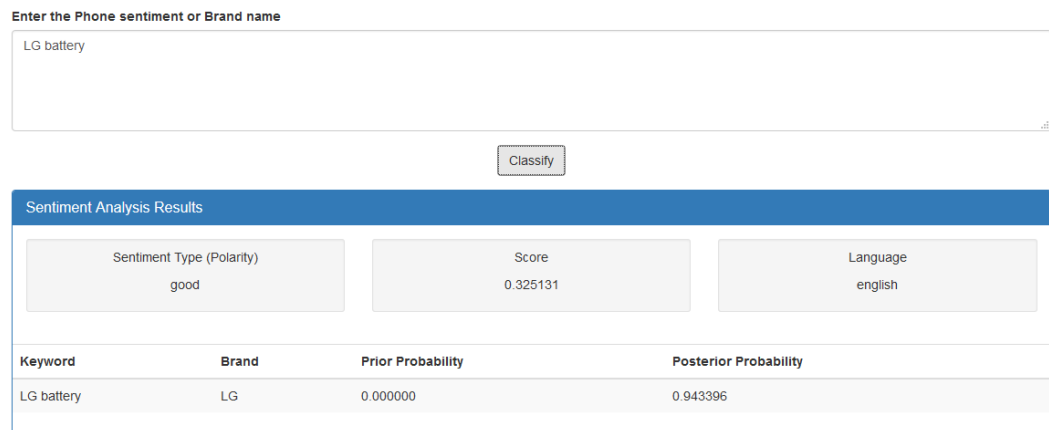 Enter the Phone sentiment or Brand name
LG battery
Classify
Sentiment Analysis Results
Sentiment Type (Polarity) Score Language
good 0.325131 english
Keyword Brand Prior Probability Posterior Probability
LG battery LG 0.000000 0.943396